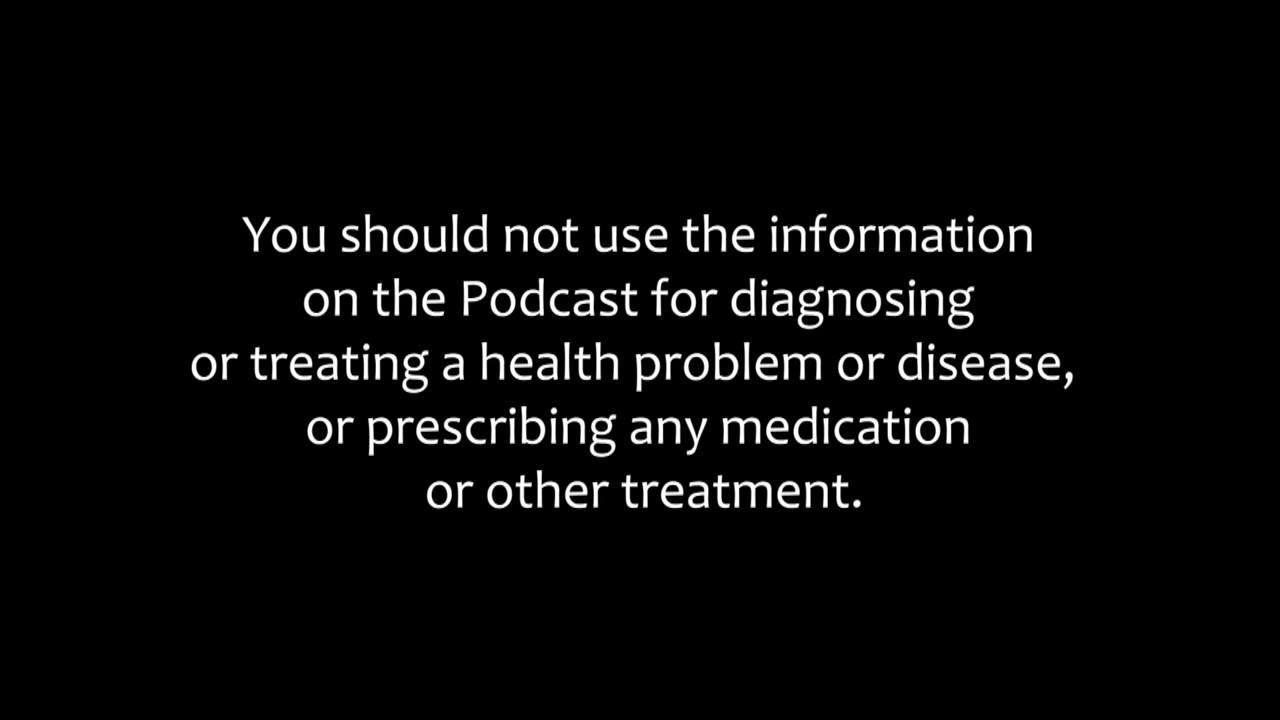 You should not use the information
on the Podcast for diagnosing
or treating a health problem or disease,
or prescribing any medication
or other treatment.